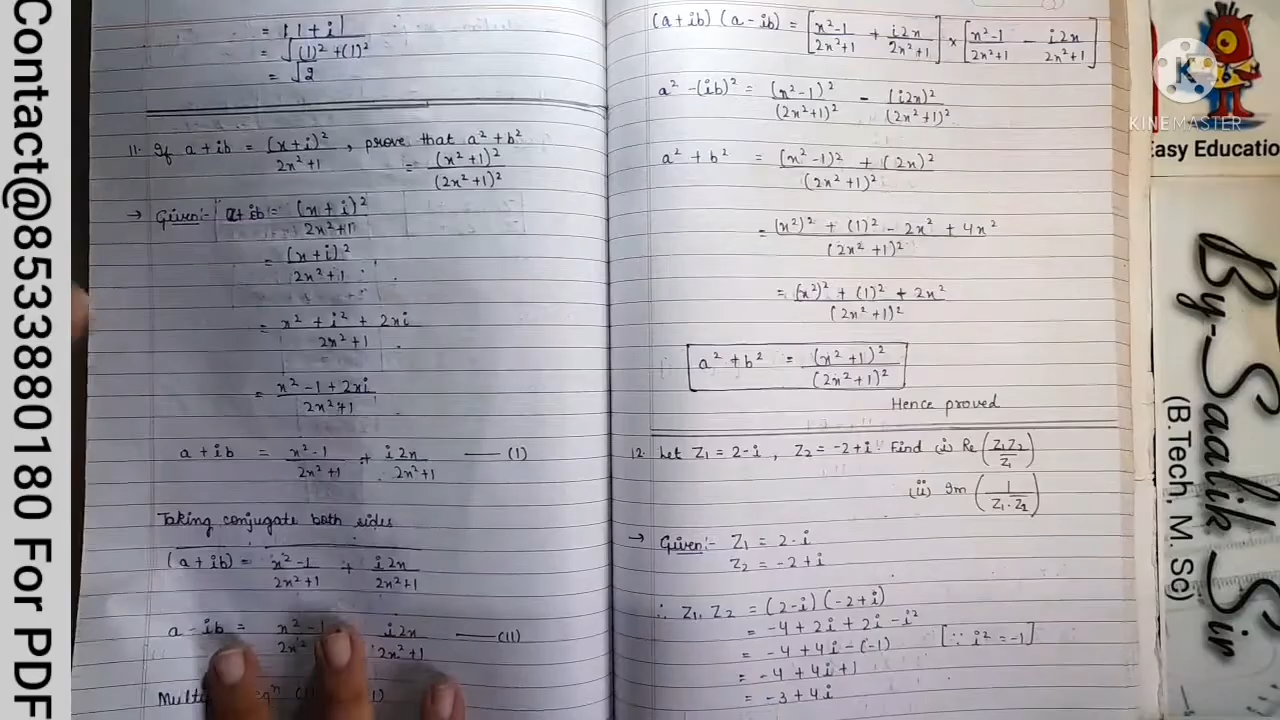 = |1 + i|
= √(1)² + (1)²
= √2
11. If a + ib = (x + i)² / 2x² + 1 , prove that a² + b² = (x² + 1)² / (2x² + 1)²
→ Given:- a + ib = (x + i)² / 2x² + 1
= (x + i)² / 2x² + 1
= x² + i² + 2xi / 2x² + 1
= x² - 1 + 2xi / 2x² + 1
a + ib = x² - 1 / 2x² + 1 + i2x / 2x² + 1 —— (I)
Taking conjugate both sides
(a + ib) = x² - 1 / 2x² + 1 + i2x / 2x² + 1
a - ib = x² - 1 / 2x² i2x / 2x² + 1 —— (II)
(a + ib) (a - ib) = [x² - 1 / 2x² + 1 + i2x / 2x² + 1] × [x² - 1 / 2x² + 1 - i2x / 2x² + 1]
a² - (ib)² = (x² - 1)² / (2x² + 1)² - (i2x)² / (2x² + 1)²
a² + b² = (x² - 1)² + (2x)² / (2x² + 1)²
= (x²)² + (1)² - 2x² + 4x² / (2x² + 1)²
= (x²)² + (1)² + 2x² / (2x² + 1)²
a² + b² = (x² + 1)² / (2x² + 1)²
Hence proved
12. Let Z₁ = 2 - i , Z₂ = -2 + i. Find (i) Re (Z₁Z₂ / Z₁)
(ii) Im (1 / Z₁. Z̅₂)
→ Given:- Z₁ = 2 - i
Z₂ = -2 + i
∴ Z₁. Z₂ = (2 - i) (-2 + i)
= -4 + 2i + 2i - i²
= -4 + 4i - (-1) [∵ i² = -1]
= -4 + 4i + 1
= -3 + 4i
Contact@8533880180 For PDF
K
KINEMASTER
Easy Educatio
By- Saalik Sir
(B.Tech, M. Sc)